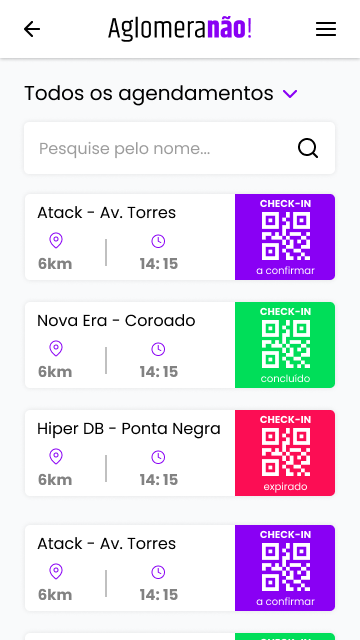 Aglomeranão!
Todos os agendamentos
Pesquise pelo nome...
Atack - Av. Torres
6km
14: 15
CHECK-IN
a confirmar
Nova Era - Coroado
6km
14: 15
CHECK-IN
concluído
Hiper DB - Ponta Negra
6km
14: 15
CHECK-IN
expirado
Atack - Av. Torres
6km
14: 15
CHECK-IN
a confirmar
CHECK-IN